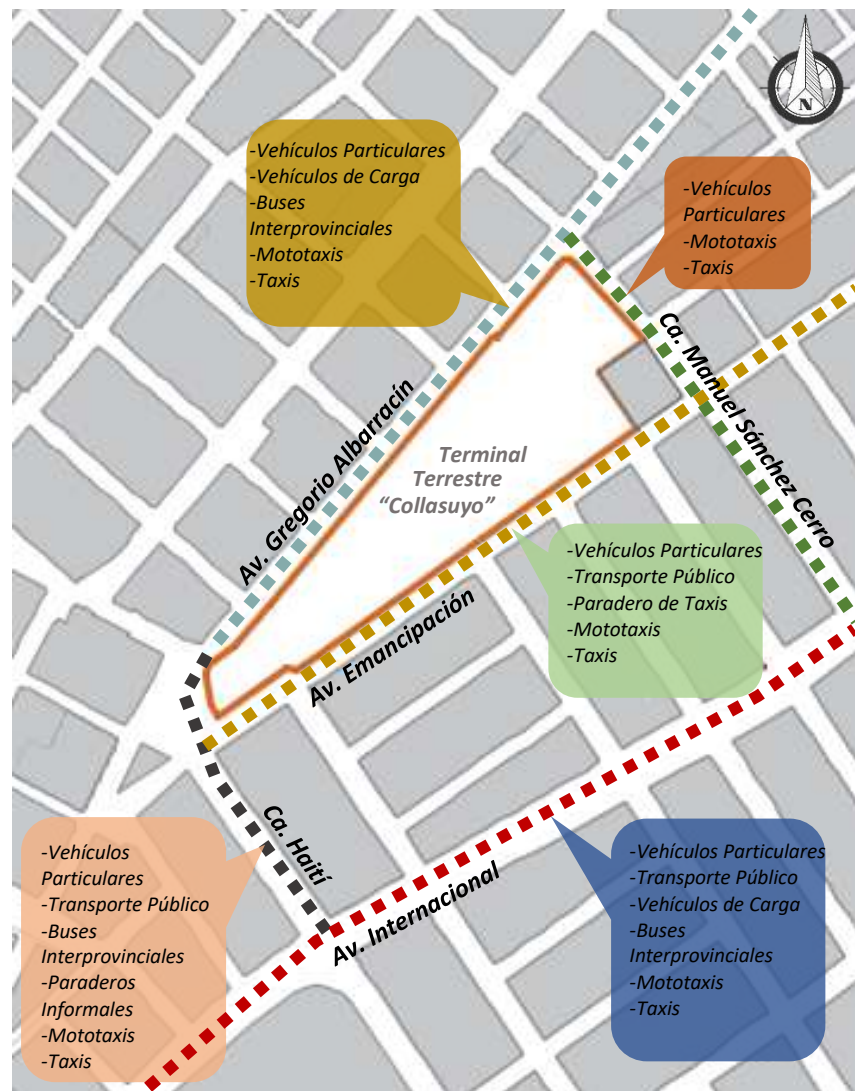 N
-Vehículos Particulares
-Vehículos de Carga
-Buses
Interprovinciales
-Mototaxis
-Taxis
-Vehículos
Particulares
-Mototaxis
-Taxis
Ca. Manuel Sánchez Cerro
Av. Gregorio Albarracín
Terminal
Terrestre
“Collasuyo”
-Vehículos Particulares
-Transporte Público
-Paradero de Taxis
-Mototaxis
-Taxis
Av. Emancipación
Ca. Haití
Av. Internacional
-Vehículos
Particulares
-Transporte Público
-Buses
Interprovinciales
-Paraderos
Informales
-Mototaxis
-Taxis
-Vehículos Particulares
-Transporte Público
-Vehículos de Carga
-Buses
Interprovinciales
-Mototaxis
-Taxis